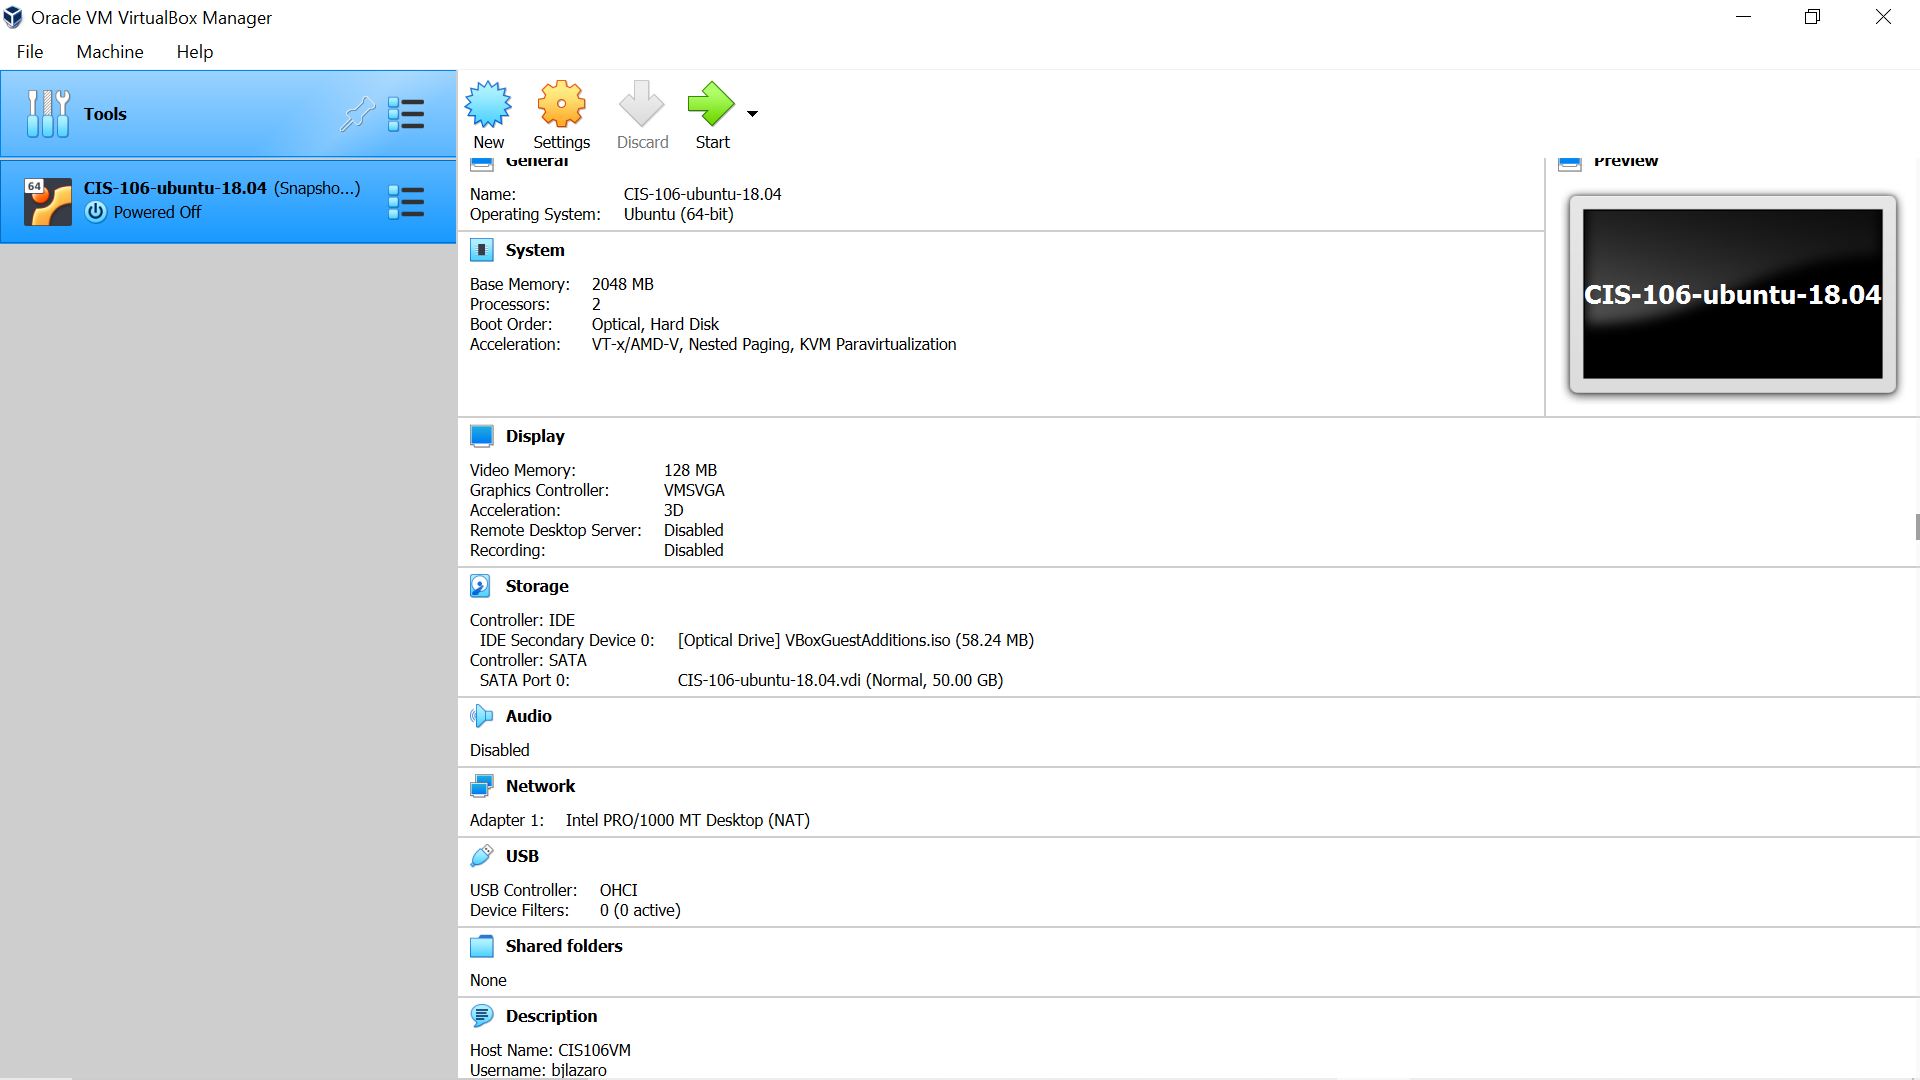 Oracle VM VirtualBox Manager
File Machine Help
Tools
64
CIS-106-ubuntu-18.04 (Snapsho...)
Powered Off
New Settings Discard Start
General
Name: CIS-106-ubuntu-18.04
Operating System: Ubuntu (64-bit)
Preview
CIS-106-ubuntu-18.04
System
Base Memory: 2048 MB
Processors: 2
Boot Order: Optical, Hard Disk
Acceleration: VT-x/AMD-V, Nested Paging, KVM Paravirtualization
Display
Video Memory: 128 MB
Graphics Controller: VMSVGA
Acceleration: 3D
Remote Desktop Server: Disabled
Recording: Disabled
Storage
Controller: IDE
IDE Secondary Device 0: [Optical Drive] VBoxGuestAdditions.iso (58.24 MB)
Controller: SATA
SATA Port 0: CIS-106-ubuntu-18.04.vdi (Normal, 50.00 GB)
Audio
Disabled
Network
Adapter 1: Intel PRO/1000 MT Desktop (NAT)
USB
USB Controller: OHCI
Device Filters: 0 (0 active)
Shared folders
None
Description
Host Name: CIS106VM
Username: bjlazaro